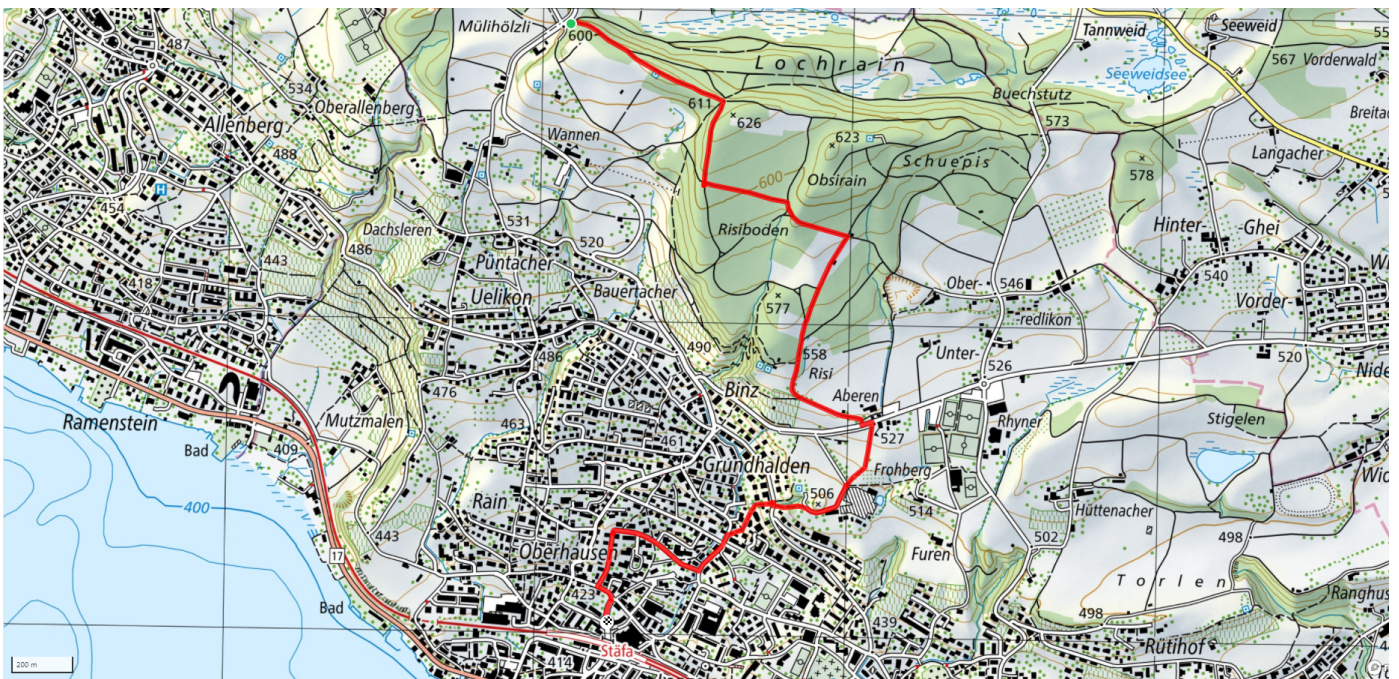 Mülihölzli
600
487
Lochrain
Tannweid
Seeweid
567
Vorderwald
Seeweidsee
534
Oberallenberg
611
626
Buechstutz
573
Allenberg
Wannen
623
Schuepis
Langacher
488
H
600
Obsirain
578
454
531
Dachsleren
Risiboden
Hinter-
Ghei
486
520
443
Püntacher
540
418
Uelikon
Bauertacher
577
Ober-
546
Vorder-
-redlikon
490
558
486
Unter-
520
Risi
526
476
Binz
Aberen
Ramenstein
Mutzmalen
463
461
527
Rhyner
Stigelen
Bad
409
Grundhalden
Frohberg
Rain
506
514
Hüttenacher
400
443
Oberhausen
Furen
502
498
17
Torlen
423
Bad
439
498
Stäfa
Rütihof
414
200 m